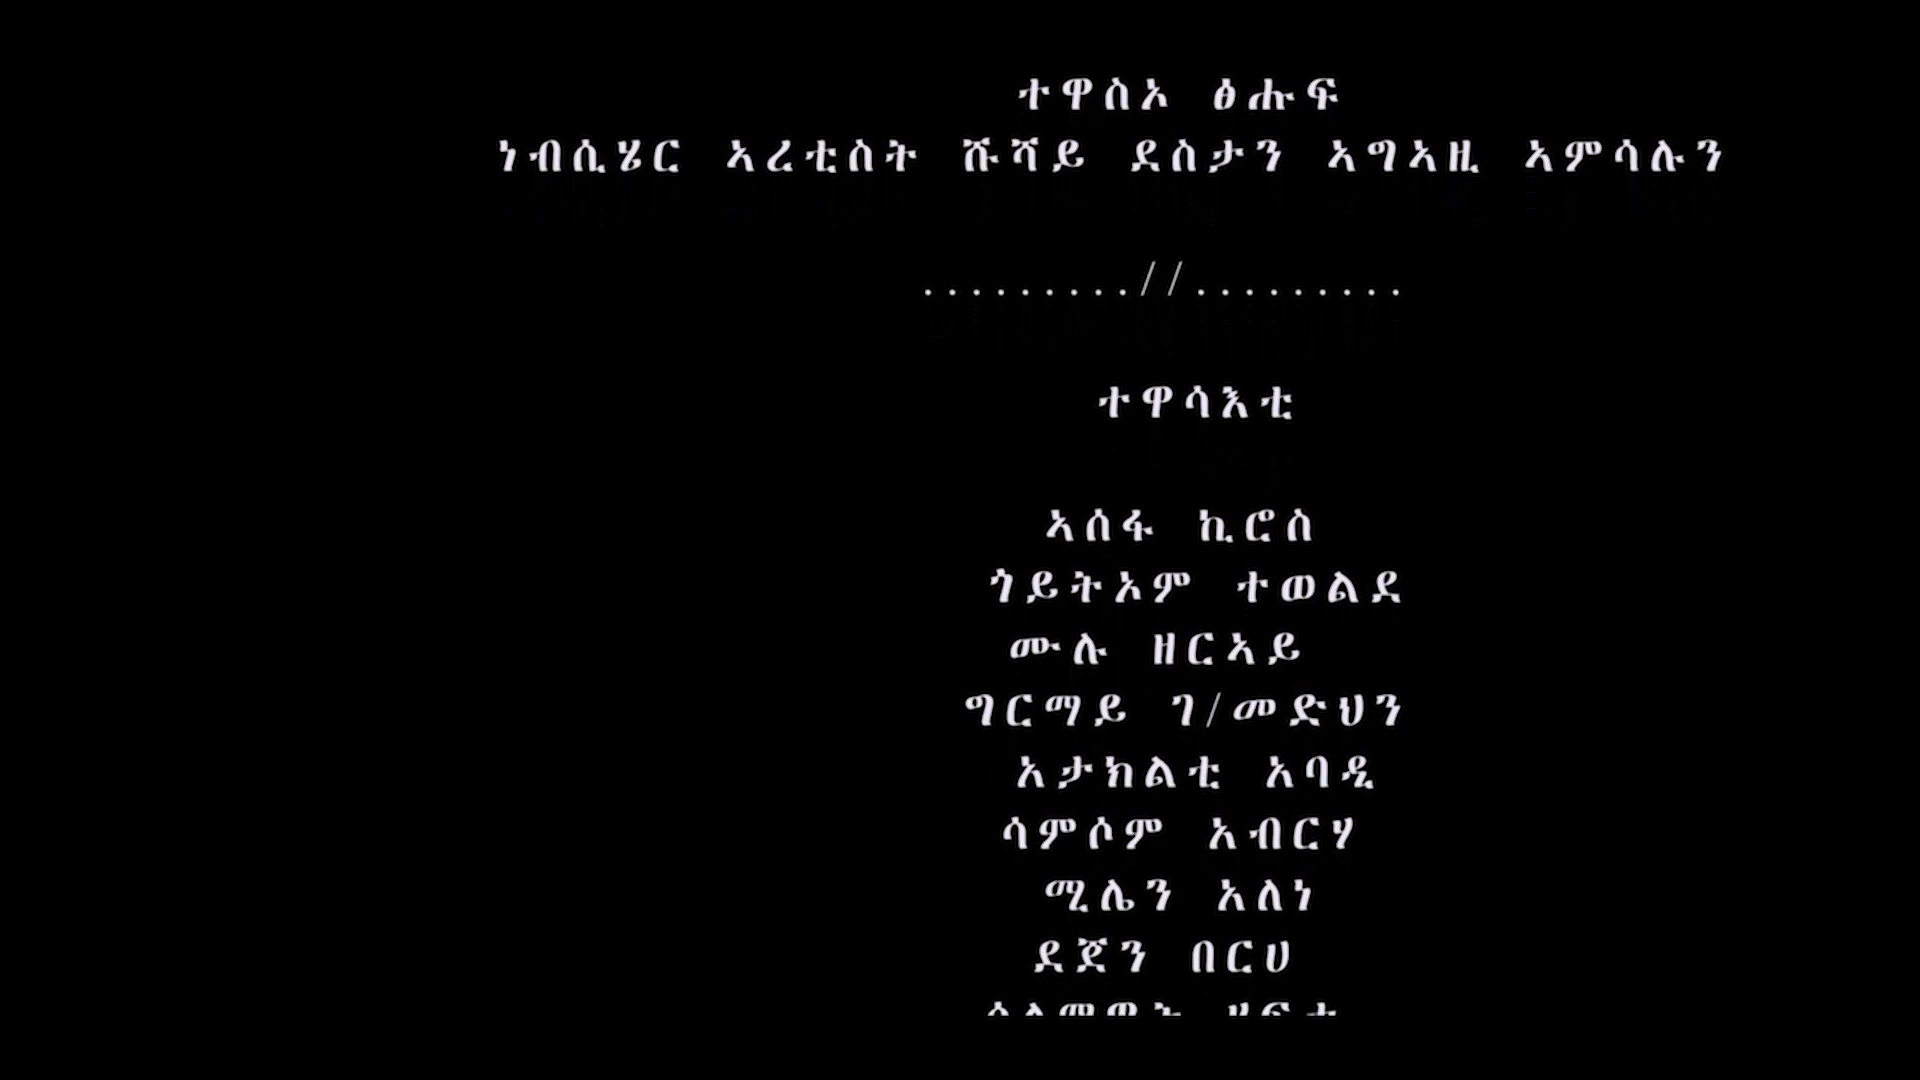 ተዋስኦ ፅሑፍ
ነብሲሄር ኣረቲስት ሹሻይ ደስታን ኣግኣዚ ኣምሳሉን
.........//.........
ተዋሳእቲ
ኣሰፋ ኪሮስ
ጎይትኦም ተወልደ
ሙሉ ዘርኣይ
ግርማይ ገ/መድህን
አታክልቲ አባዲ
ሳምሶም አብርሃ
ሚሌን አለነ
ደጀን በርሀ